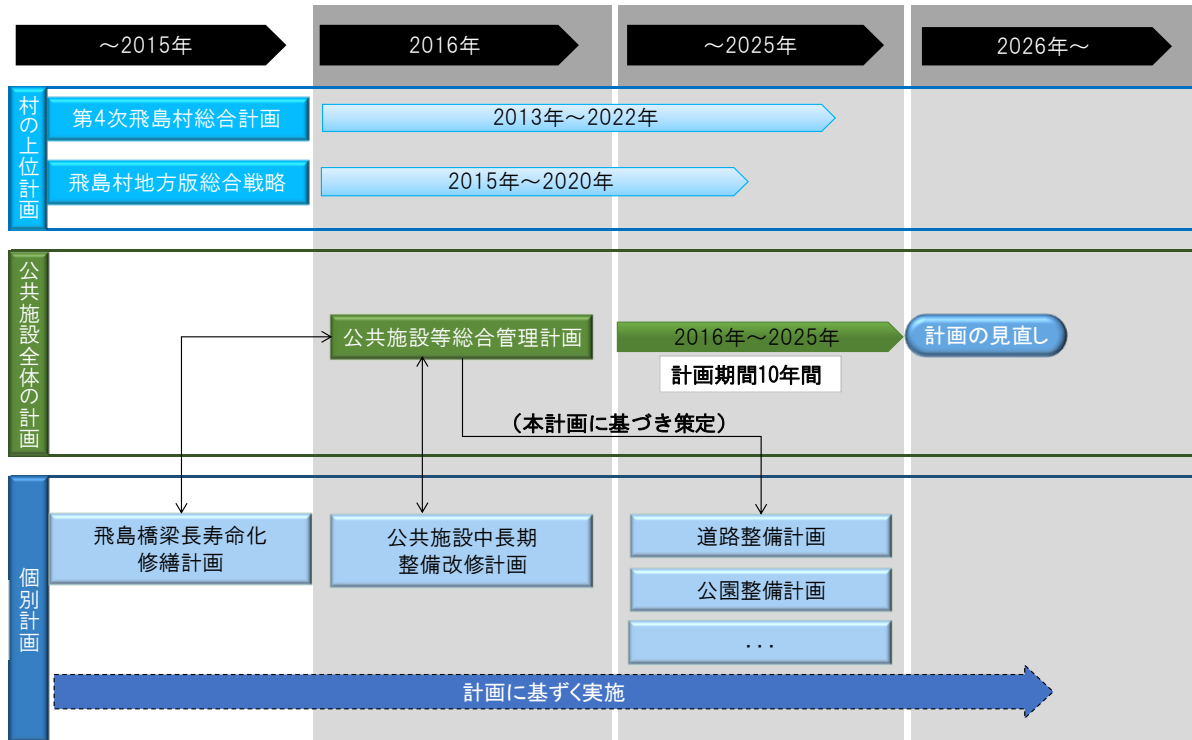 ～2015年
2016年
～2025年
2026年～
村の上位計画
第4次飛島村総合計画
2013年～2022年
飛島村地方版総合戦略
2015年～2020年
公共施設全体の計画
公共施設等総合管理計画
2016年～2025年
計画の見直し
計画期間10年間
（本計画に基づき策定）
個別計画
飛島橋梁長寿命化
修繕計画
公共施設中長期
整備改修計画
道路整備計画
公園整備計画
...
計画に基ずく実施